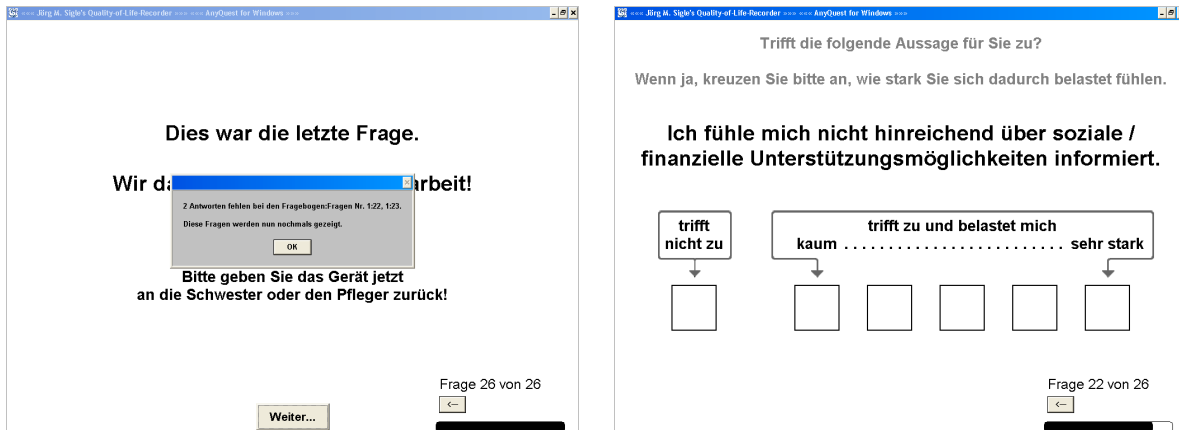 ««« Jörg M. Sigle's Quality-of-Life-Recorder »»» ««« AnyQuest for Windows »»»
Dies war die letzte Frage.
Wir da
arbeit!
2 Antworten fehlen bei den Fragebogen:Fragen Nr. 1:22, 1:23.
Diese Fragen werden nun nochmals gezeigt.
OK
Bitte geben Sie das Gerät jetzt
an die Schwester oder den Pfleger zurück!
Frage 26 von 26
<--
Weiter...
««« Jörg M. Sigle's Quality-of-Life-Recorder »»» ««« AnyQuest for Windows »»»
Trifft die folgende Aussage für Sie zu?
Wenn ja, kreuzen Sie bitte an, wie stark Sie sich dadurch belastet fühlen.
Ich fühle mich nicht hinreichend über soziale /
finanzielle Unterstützungsmöglichkeiten informiert.
trifft
nicht zu
trifft zu und belastet mich
kaum . . . . . . . . . . . . . . . . . . . . . . . . . sehr stark
Frage 22 von 26
<--